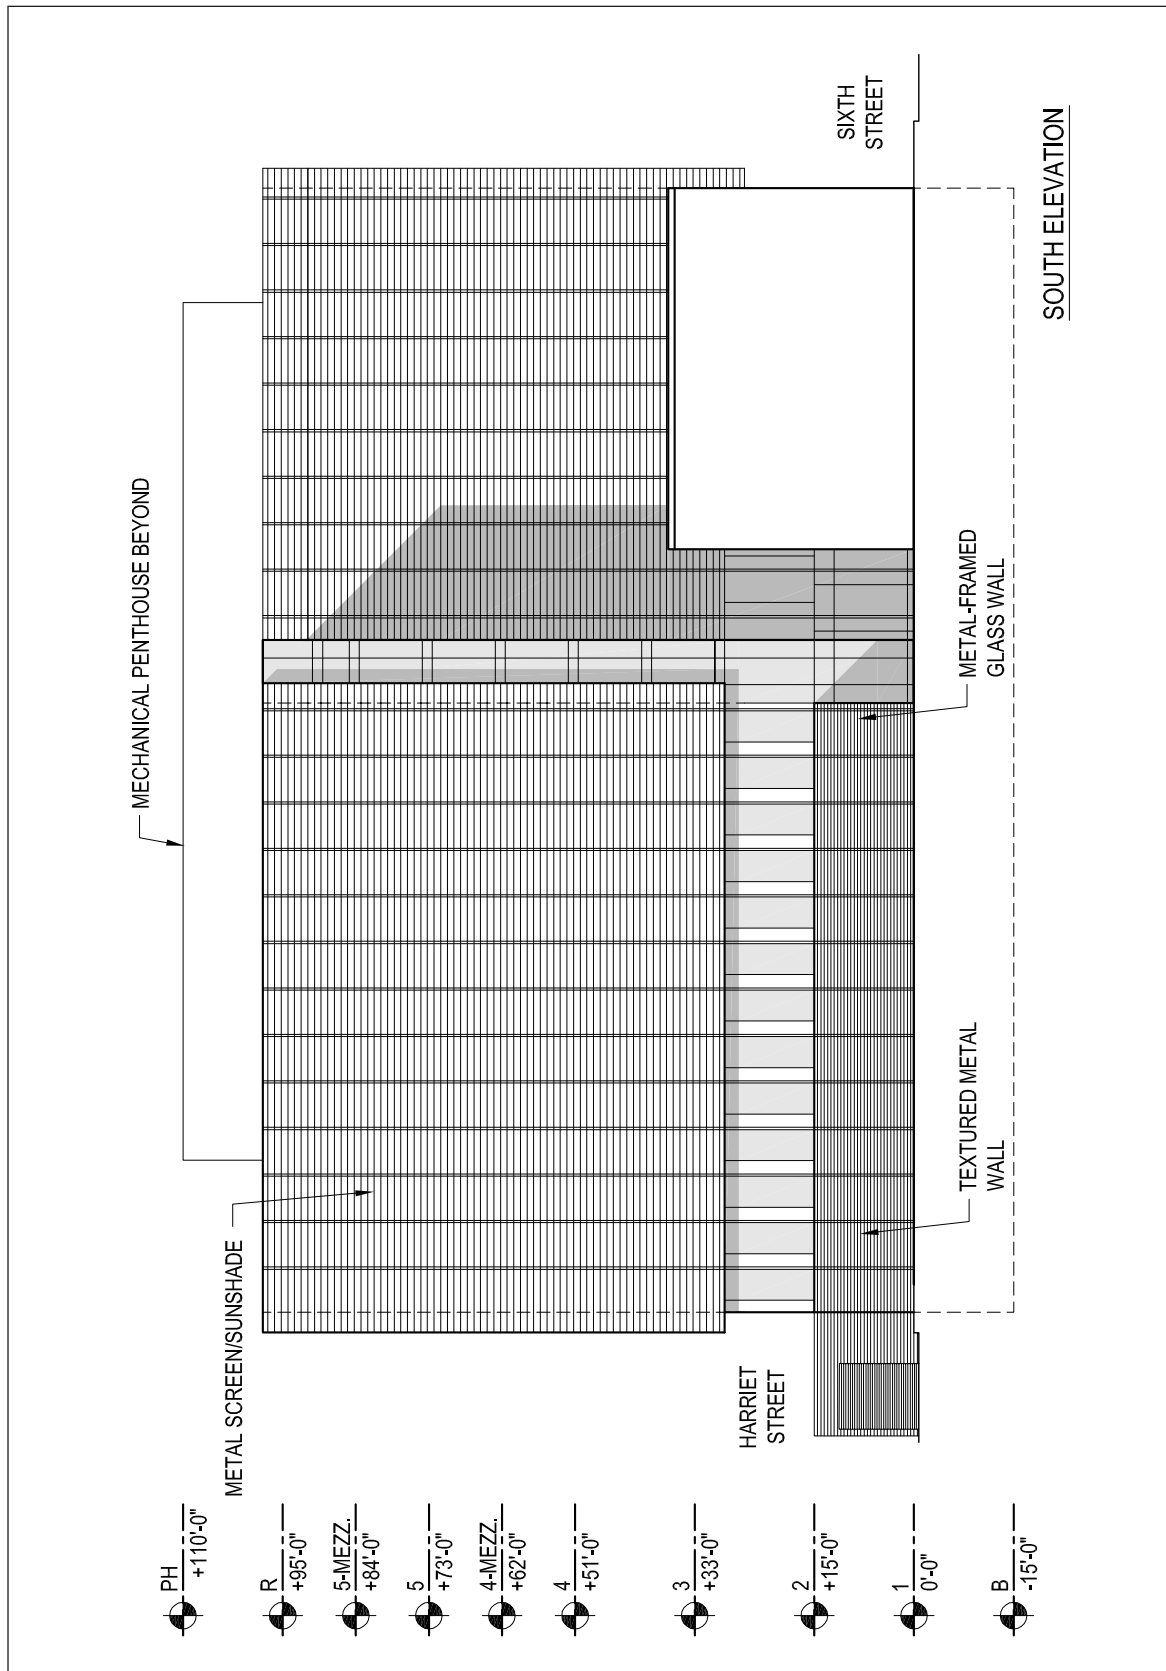 MECHANICAL PENTHOUSE BEYOND
METAL SCREEN/SUNSHADE
PH
+110'-0"
R
+95'-0"
5-MEZZ.
+84'-0"
5
+73'-0"
4-MEZZ.
+62'-0"
4
+51'-0"
3
+33'-0"
2
+15'-0"
1
0'-0"
B
-15'-0"
HARRIET
STREET
SIXTH
STREET
TEXTURED METAL
WALL
METAL-FRAMED
GLASS WALL
SOUTH ELEVATION